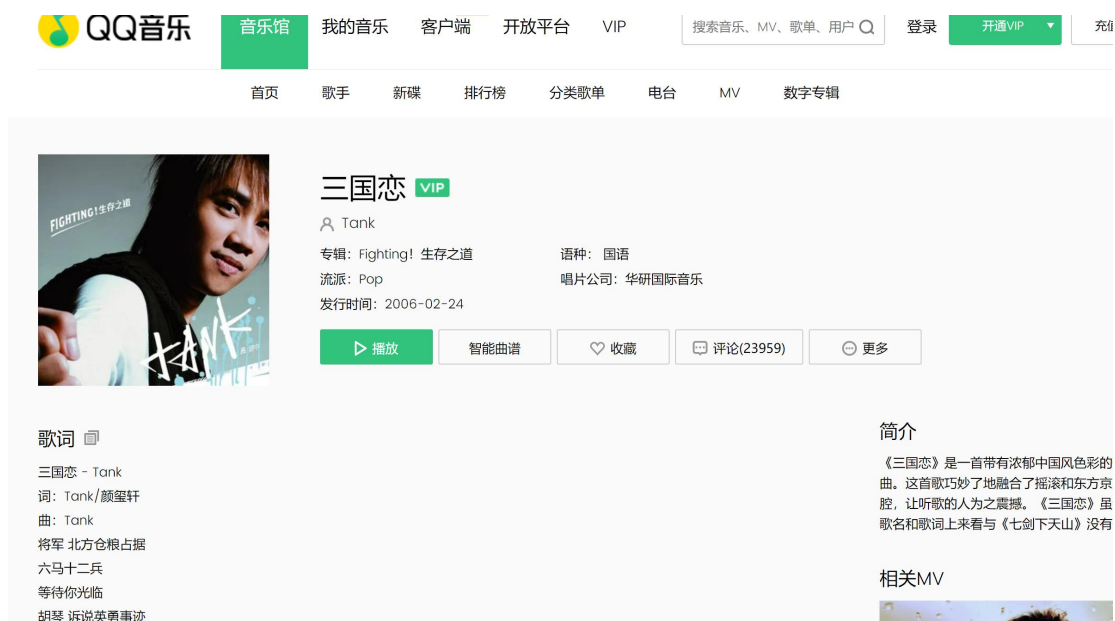 QQ音乐
音乐馆 我的音乐 客户端 开放平台 VIP
搜索音乐、MV、歌单、用户
登录
开通VIP
首页 歌手 新碟 排行榜 分类歌单 电台 MV 数字专辑
FIGHTING!生存之道
TANK
三国恋 VIP
Tank
专辑：Fighting！生存之道 语种： 国语
流派：Pop 唱片公司：华研国际音乐
发行时间：2006-02-24
播放 智能曲谱 收藏 评论(23959) 更多
歌词
三国恋 - Tank
词：Tank/颜玺轩
曲：Tank
将军 北方仓粮占据
六马十二兵
等待你光临
胡琴 诉说英勇事迹
简介
《三国恋》是一首带有浓郁中国风色彩的
曲。这首歌巧妙了地融合了摇滚和东方京
腔，让听歌的人为之震撼。《三国恋》虽
歌名和歌词上来看与《七剑下天山》没有
相关MV